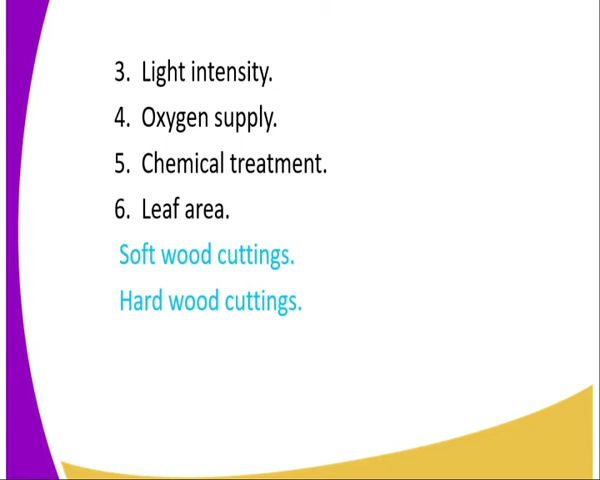 3. Light intensity.
4. Oxygen supply.
5. Chemical treatment.
6. Leaf area.
Soft wood cuttings.
Hard wood cuttings.